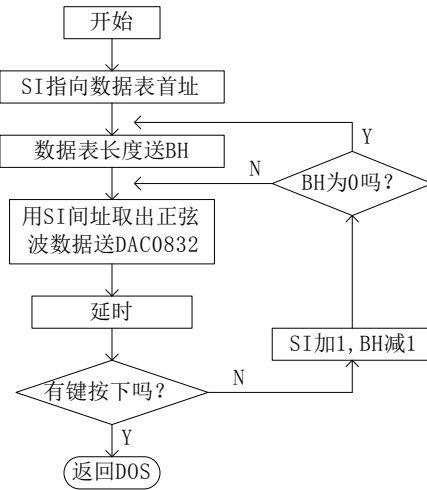 开始
SI指向数据表首址
Y
数据表长度送BH
N
BH为0吗?
用SI间址取出正弦
波数据送DAC0832
延时
SI加1,BH减1
有键按下吗?
N
Y
返回DOS